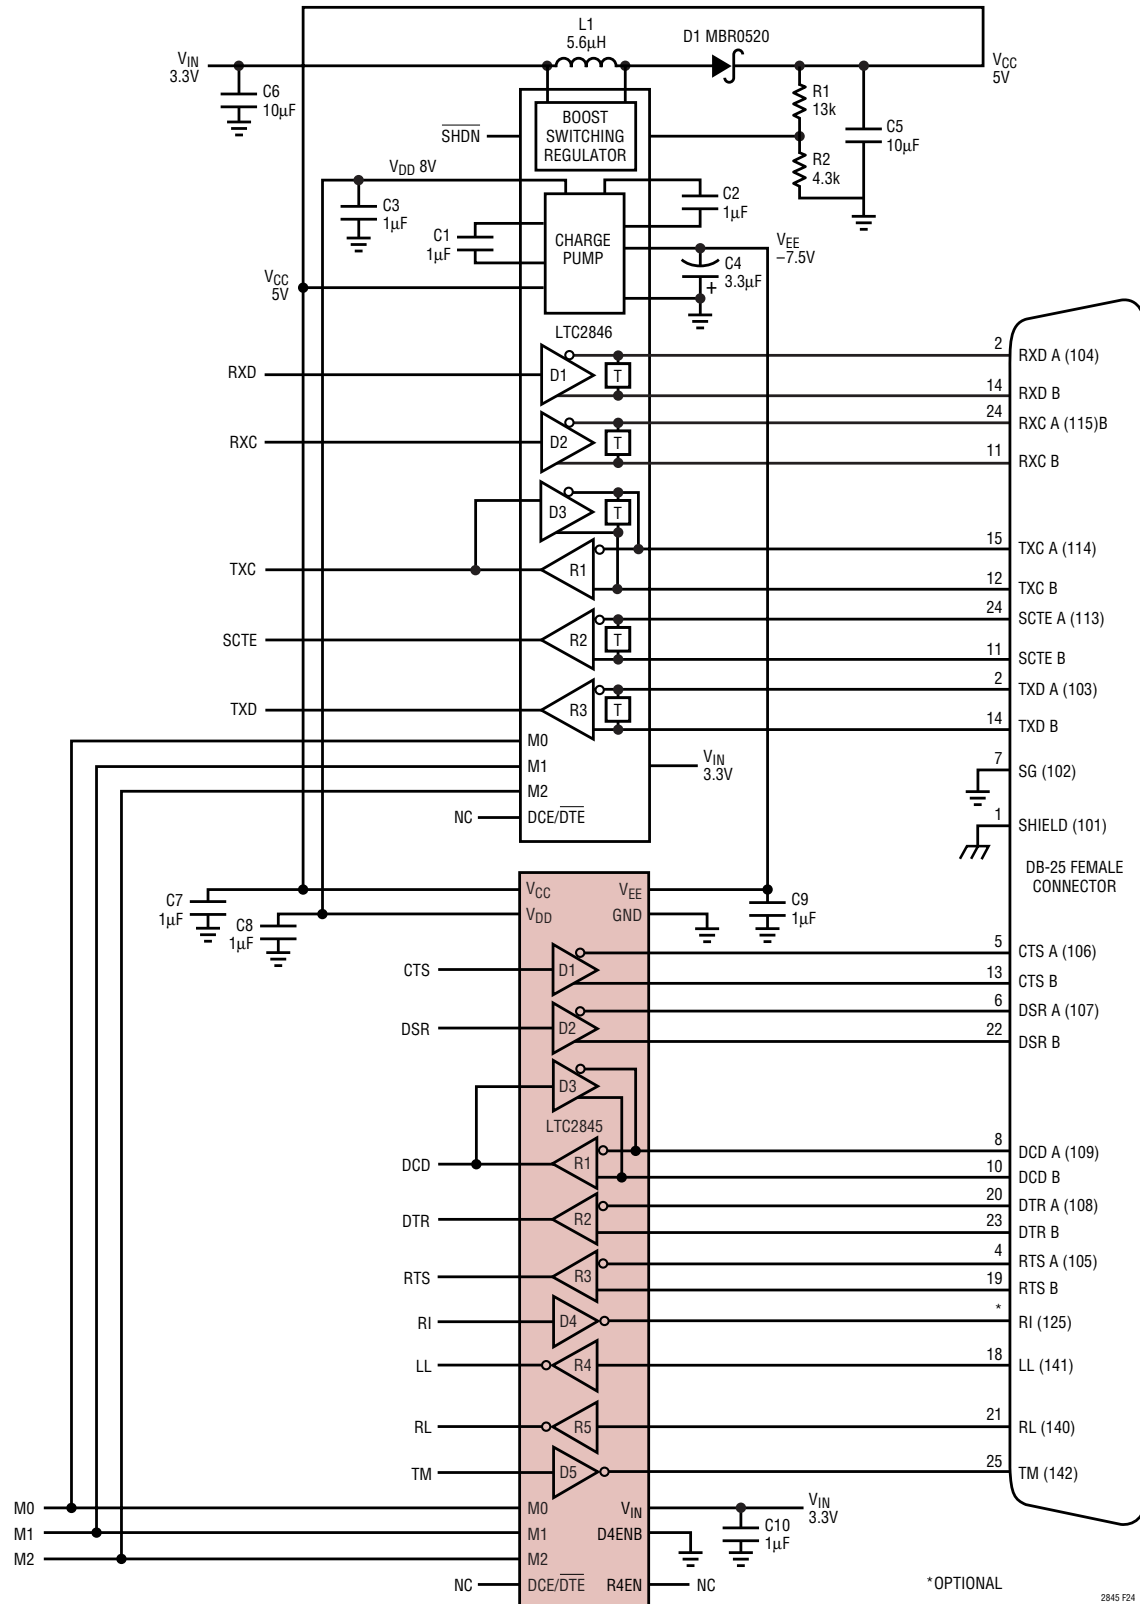 L1
5.6µH
D1 MBR0520
VIN
3.3V
VCC
5V
C6
10µF
R1
13k
BOOST
SWITCHING
REGULATOR
SHDN
C5
10µF
R2
4.3k
VDD 8V
C3
1µF
C2
1µF
C1
1µF
CHARGE
PUMP
VEE
–7.5V
C4
3.3µF
+
VCC
5V
LTC2846
RXD
D1
T
2
RXD A (104)
14
RXD B
RXC
D2
T
24
RXC A (115)B
11
RXC B
D3
T
TXC
R1
15
TXC A (114)
12
TXC B
SCTE
R2
T
24
SCTE A (113)
11
SCTE B
TXD
R3
T
2
TXD A (103)
14
TXD B
M0
M1
M2
NC
DCE/DTE
VIN
3.3V
7
SG (102)
1
SHIELD (101)
DB-25 FEMALE
CONNECTOR
C7
1µF
C8
1µF
VCC
VDD
VEE
GND
C9
1µF
CTS
D1
5
CTS A (106)
13
CTS B
DSR
D2
6
DSR A (107)
22
DSR B
D3
LTC2845
DCD
R1
8
DCD A (109)
10
DCD B
DTR
R2
20
DTR A (108)
23
DTR B
RTS
R3
4
RTS A (105)
19
RTS B
RI
D4
*
RI (125)
LL
R4
18
LL (141)
RL
R5
21
RL (140)
TM
D5
25
TM (142)
M0
M0
VIN
VIN
3.3V
M1
M1
D4ENB
C10
1µF
M2
M2
NC
DCE/DTE
R4EN
NC
*OPTIONAL
2845 F24